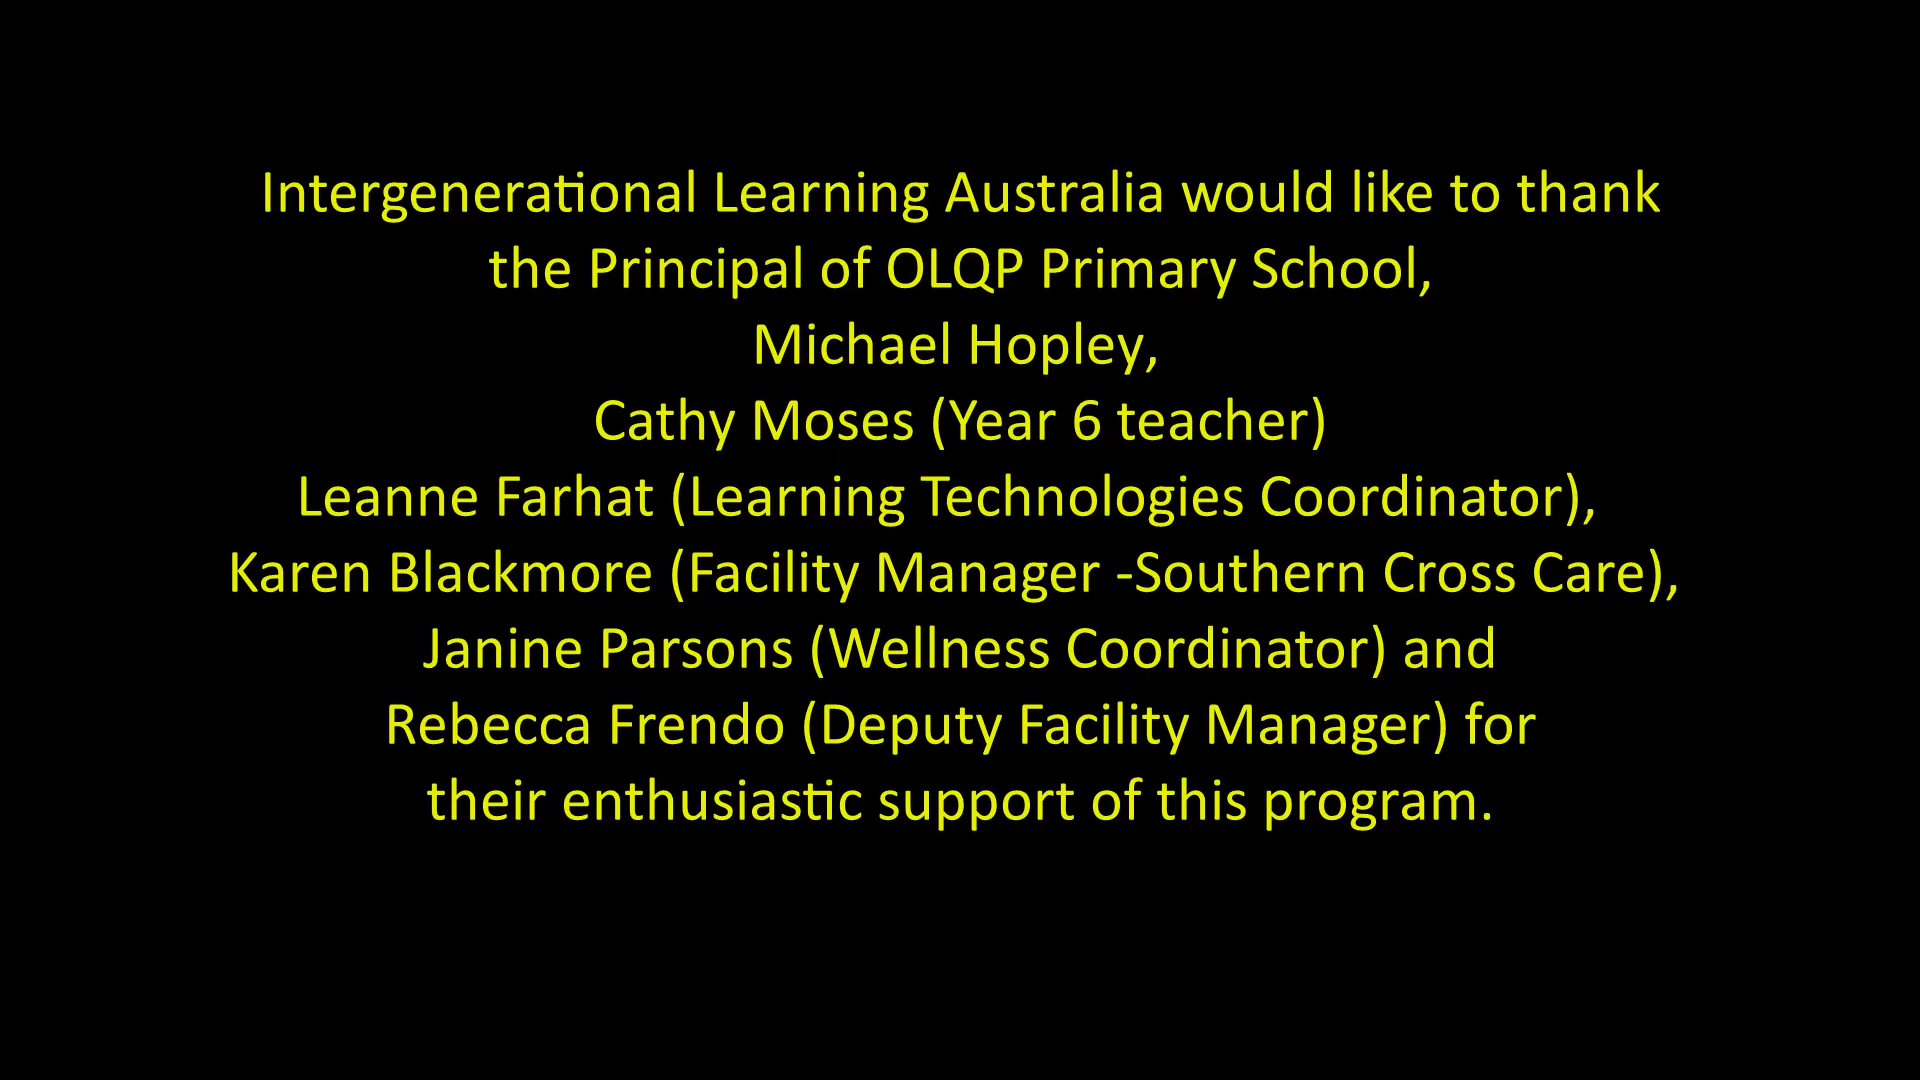 Intergenerational Learning Australia would like to thank
the Principal of OLQP Primary School,
Michael Hopley,
Cathy Moses (Year 6 teacher)
Leanne Farhat (Learning Technologies Coordinator),
Karen Blackmore (Facility Manager -Southern Cross Care),
Janine Parsons (Wellness Coordinator) and
Rebecca Frendo (Deputy Facility Manager) for
their enthusiastic support of this program.